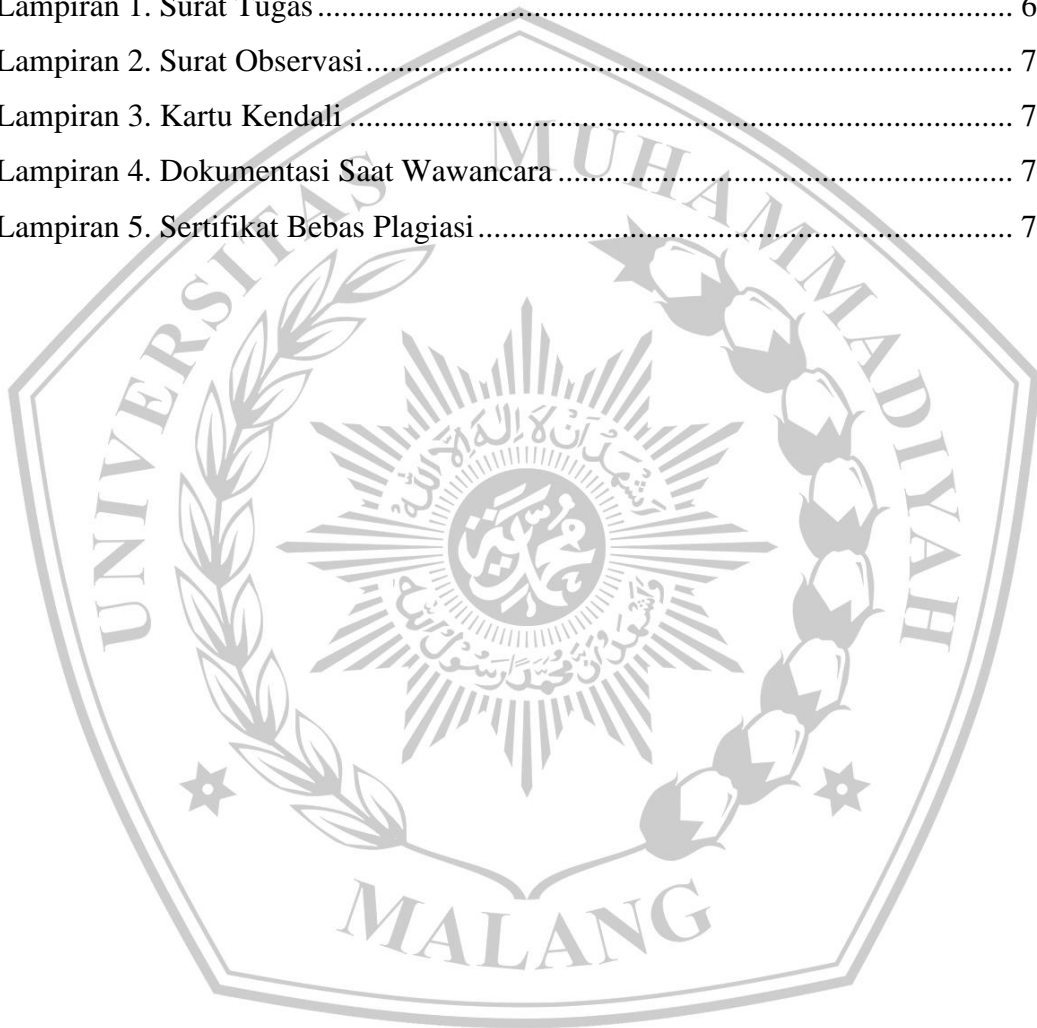 Lampiran 1. Surat Tugas ........................................................................................ 6
Lampiran 2. Surat Observasi .................................................................................. 7
Lampiran 3. Kartu Kendali .................................................................................... 7
Lampiran 4. Dokumentasi Saat Wawancara .......................................................... 7
Lampiran 5. Sertifikat Bebas Plagiasi .................................................................... 7
UNIVERSITAS MUHAMMADIYAH
MALANG